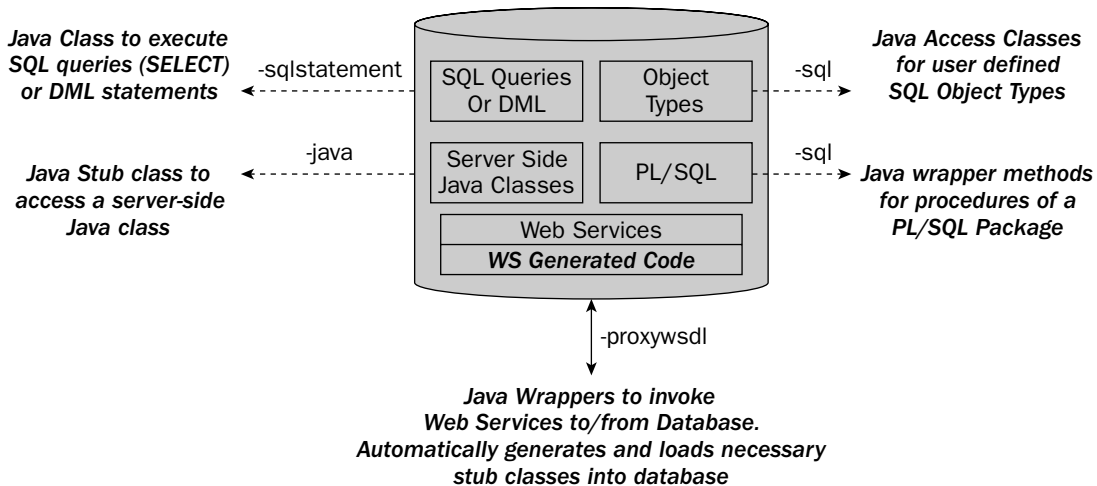 Java Class to execute
SQL queries (SELECT)
or DML statements
-sqlstatement
SQL Queries
Or DML
Object
Types
-sql
Java Access Classes
for user defined
SQL Object Types
Java Stub class to
access a server-side
Java class
-java
Server Side
Java Classes
PL/SQL
-sql
Java wrapper methods
for procedures of a
PL/SQL Package
Web Services
WS Generated Code
-proxywsdl
Java Wrappers to invoke
Web Services to/from Database.
Automatically generates and loads necessary
stub classes into database